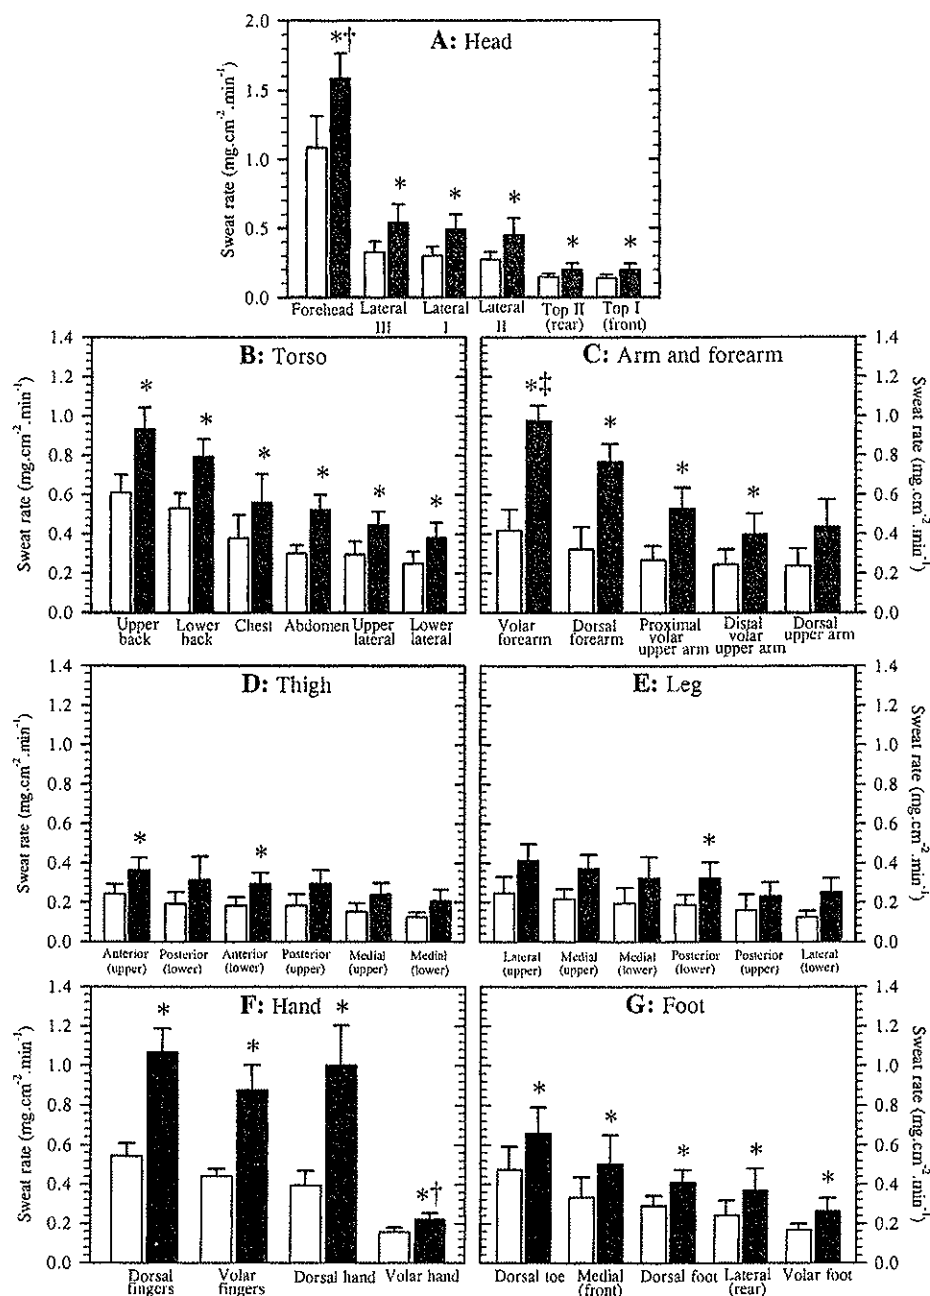 A: Head
*†
Sweat rate (mg.cm-2.min-1)
2.0
1.5
1.0
0.5
0.0
* * * * *
Forehead Lateral III Lateral I Lateral II Top II (rear) Top I (front)
B: Torso
Sweat rate (mg.cm-2.min-1)
1.4
1.2
1.0
0.8
0.6
0.4
0.2
0.0
* * * * * *
Upper back Lower back Chest Abdomen Upper lateral Lower lateral
C: Arm and forearm
*‡ * * *
Volar forearm Dorsal forearm Proximal volar upper arm Distal volar upper arm Dorsal upper arm
1.4
1.2
1.0
0.8
0.6
0.4
0.2
0.0
Sweat rate (mg.cm-2.min-1)
D: Thigh
Sweat rate (mg.cm-2.min-1)
1.4
1.2
1.0
0.8
0.6
0.4
0.2
0.0
* *
Anterior (upper) Posterior (lower) Anterior (lower) Posterior (upper) Medial (upper) Medial (lower)
E: Leg
*
Lateral (upper) Medial (upper) Medial (lower) Posterior (lower) Posterior (upper) Lateral (lower)
1.4
1.2
1.0
0.8
0.6
0.4
0.2
0.0
Sweat rate (mg.cm-2.min-1)
F: Hand
Sweat rate (mg.cm-2.min-1)
1.4
1.2
1.0
0.8
0.6
0.4
0.2
0.0
* * * *†
Dorsal fingers Volar fingers Dorsal hand Volar hand
G: Foot
* * * * *
Dorsal toe Medial (front) Dorsal foot Lateral (rear) Volar foot
1.4
1.2
1.0
0.8
0.6
0.4
0.2
0.0
Sweat rate (mg.cm-2.min-1)